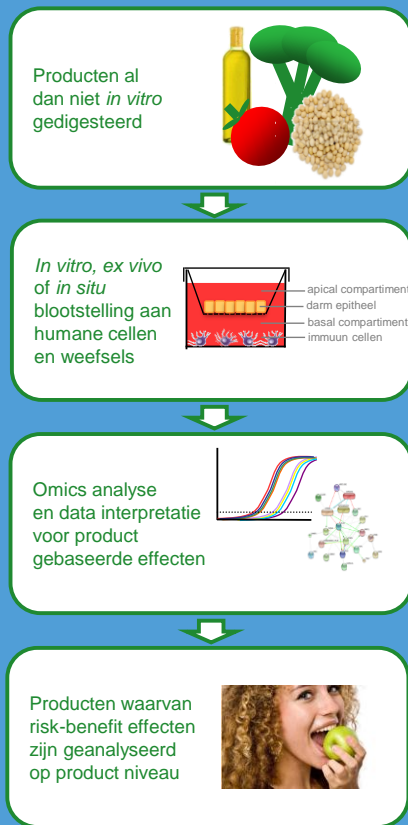 Producten al
dan niet in vitro
gedigesteerd
In vitro, ex vivo
of in situ
blootstelling aan
humane cellen
en weefsels
apical compartiment
darm epitheel
basal compartiment
immuun cellen
Omics analyse
en data interpretatie
voor product
gebaseerde effecten
Producten waarvan
risk-benefit effecten
zijn geanalyseerd
op product niveau